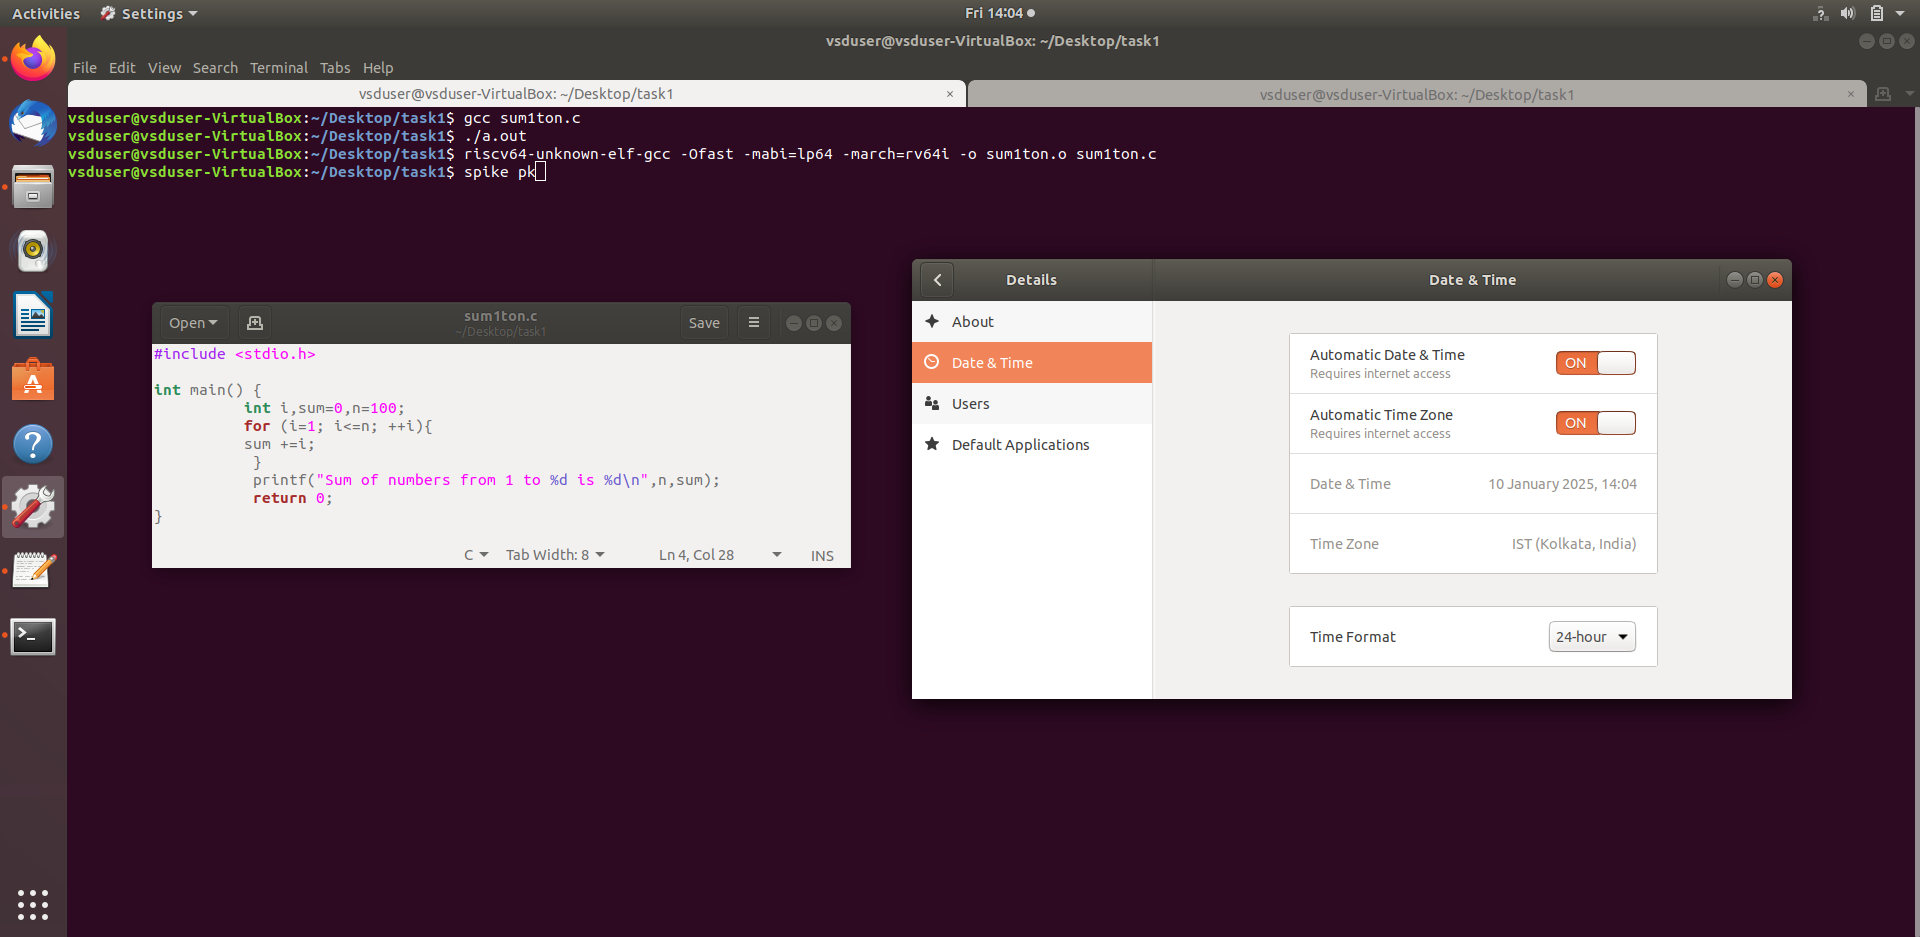 Activities Settings Fri 14:04
vsduser@vsduser-VirtualBox: ~/Desktop/task1
File Edit View Search Terminal Tabs Help
vsduser@vsduser-VirtualBox: ~/Desktop/task1 × vsduser@vsduser-VirtualBox: ~/Desktop/task1 ×
vsduser@vsduser-VirtualBox:~/Desktop/task1$ gcc sum1ton.c
vsduser@vsduser-VirtualBox:~/Desktop/task1$ ./a.out
vsduser@vsduser-VirtualBox:~/Desktop/task1$ riscv64-unknown-elf-gcc -Ofast -mabi=lp64 -march=rv64i -o sum1ton.o sum1ton.c
vsduser@vsduser-VirtualBox:~/Desktop/task1$ spike pk
Open sum1ton.c Save
~/Desktop/task1
#include <stdio.h>
int main() {
int i,sum=0,n=100;
for (i=1; i<=n; ++i){
sum +=i;
}
printf("Sum of numbers from 1 to %d is %d\n",n,sum);
return 0;
}
C Tab Width: 8 Ln 4, Col 28 INS
Details Date & Time
About
Date & Time
Users
Default Applications
Automatic Date & Time ON
Requires internet access
Automatic Time Zone ON
Requires internet access
Date & Time 10 January 2025, 14:04
Time Zone IST (Kolkata, India)
Time Format 24-hour